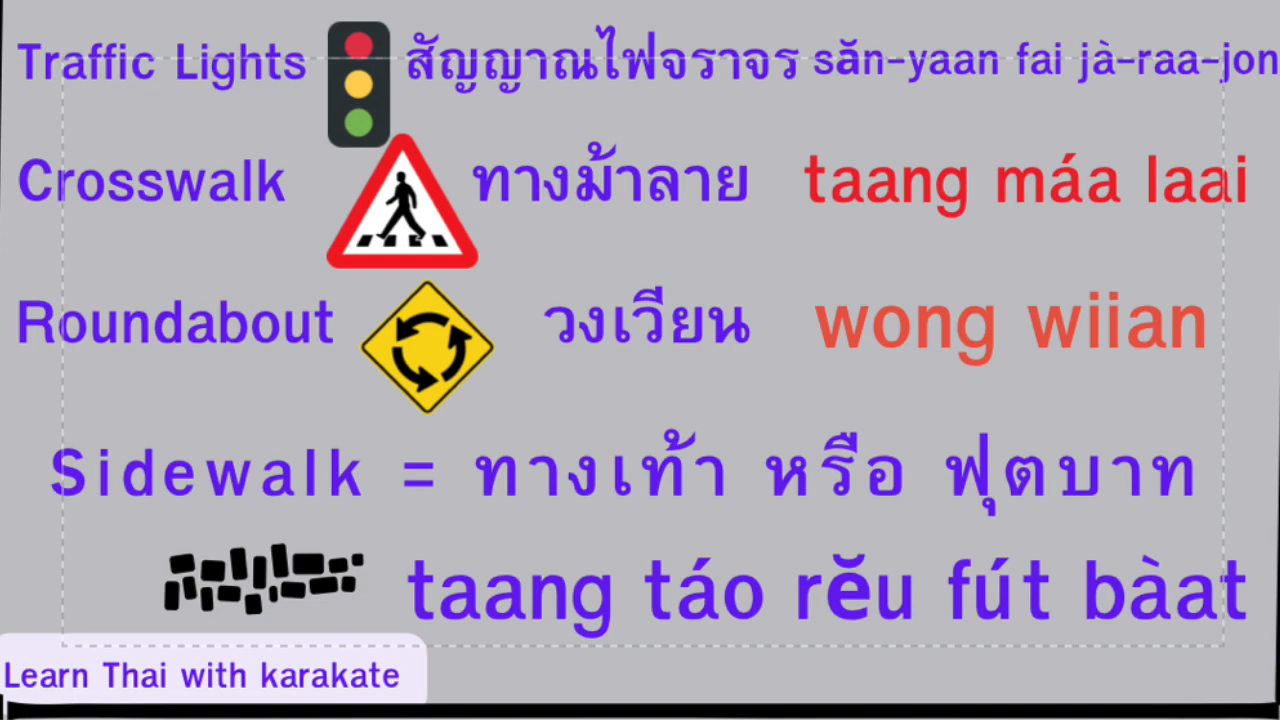 Traffic Lights สัญญาณไฟจราจร sǎn-yaan fai jà-raa-jon
Crosswalk ทางม้าลาย taang máa laai
Roundabout วงเวียน wong wiian
Sidewalk = ทางเท้า หรือ ฟุตบาท
taang táo rĕu fút bàat
Learn Thai with karakate